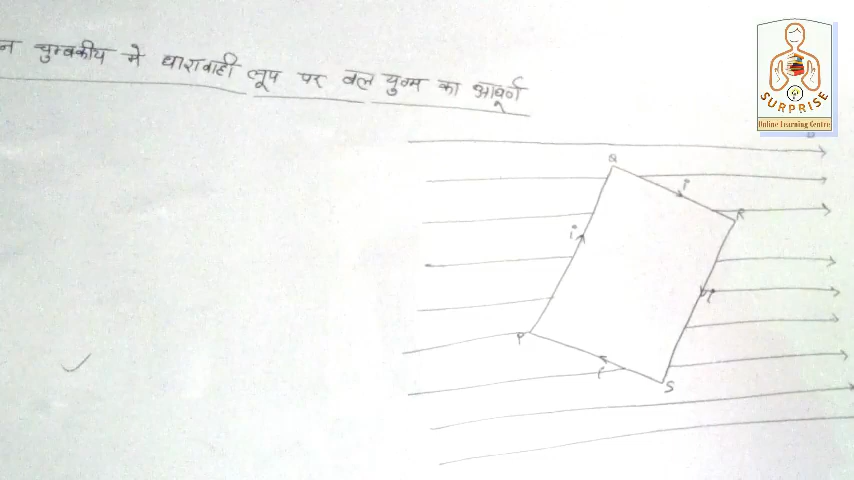 न चुम्बकीय में धारावाही लूप पर बल युग्म का आघूर्ण
SURPRISE
Online Learning Centre
Q
i
R
i
i
P
i
S